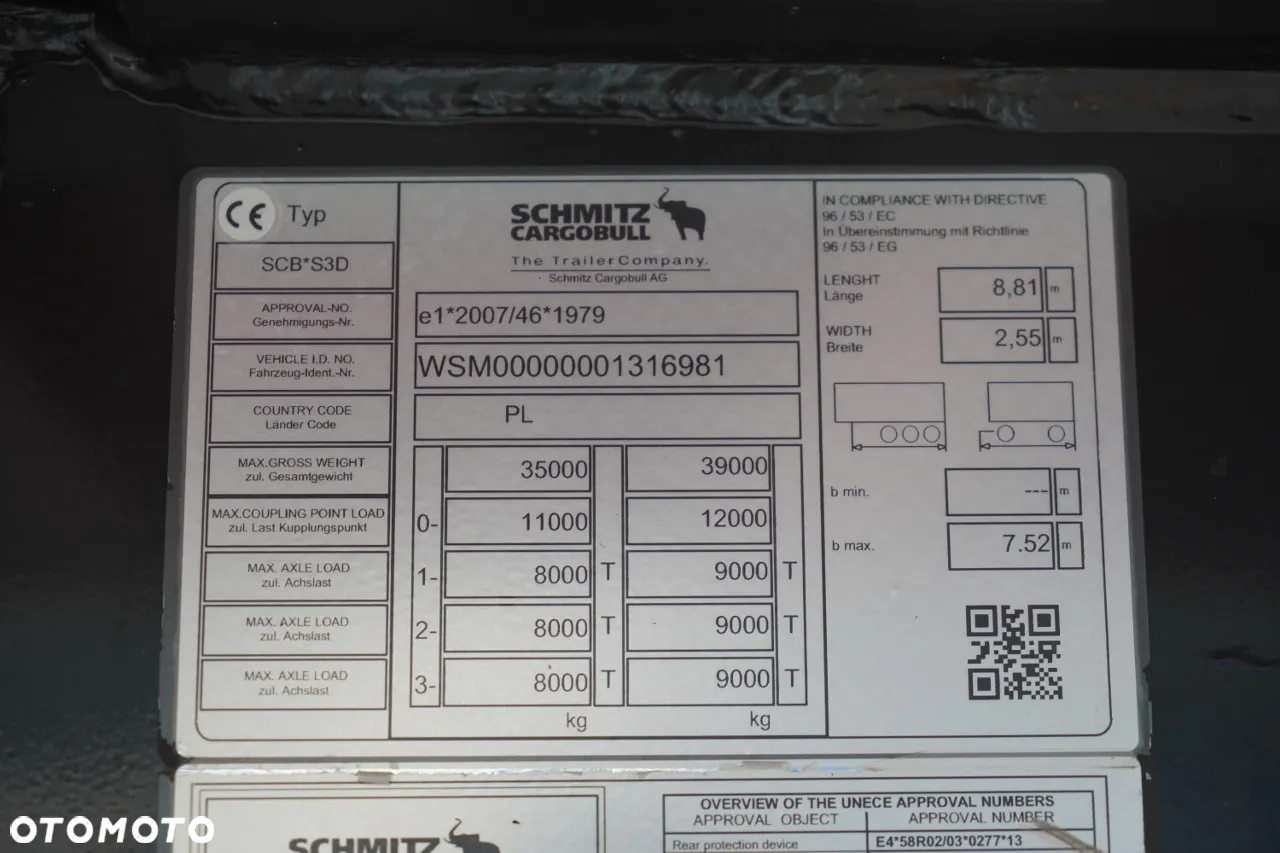 CE Typ
SCB*S3D
APPROVAL-NO.
Genehmigungs-Nr.
VEHICLE I.D. NO.
Fahrzeug-Ident.-Nr.
COUNTRY CODE
Länder Code
MAX.GROSS WEIGHT
zul. Gesamtgewicht
MAX.COUPLING POINT LOAD
zul. Last Kupplungspunkt
MAX. AXLE LOAD
zul. Achslast
MAX. AXLE LOAD
zul. Achslast
MAX. AXLE LOAD
zul. Achslast
SCHMITZ
CARGOBULL
The TrailerCompany.
Schmitz Cargobull AG
e1*2007/46*1979
WSM00000001316981
PL
35000 39000
0- 11000 12000
1- 8000 T 9000 T
2- 8000 T 9000 T
3- 8000 T 9000 T
kg kg
IN COMPLIANCE WITH DIRECTIVE
96 / 53 / EC
In Übereinstimmung mit Richtlinie
96 / 53 / EG
LENGHT
Länge
8,81 m
WIDTH
Breite
2,55 m
b min. --- m
b max. 7.52 m
SCHMITZ
OVERVIEW OF THE UNECE APPROVAL NUMBERS
APPROVAL OBJECT APPROVAL NUMBER
Rear protection device E4*58R02/03*0277*13
OTOMOTO